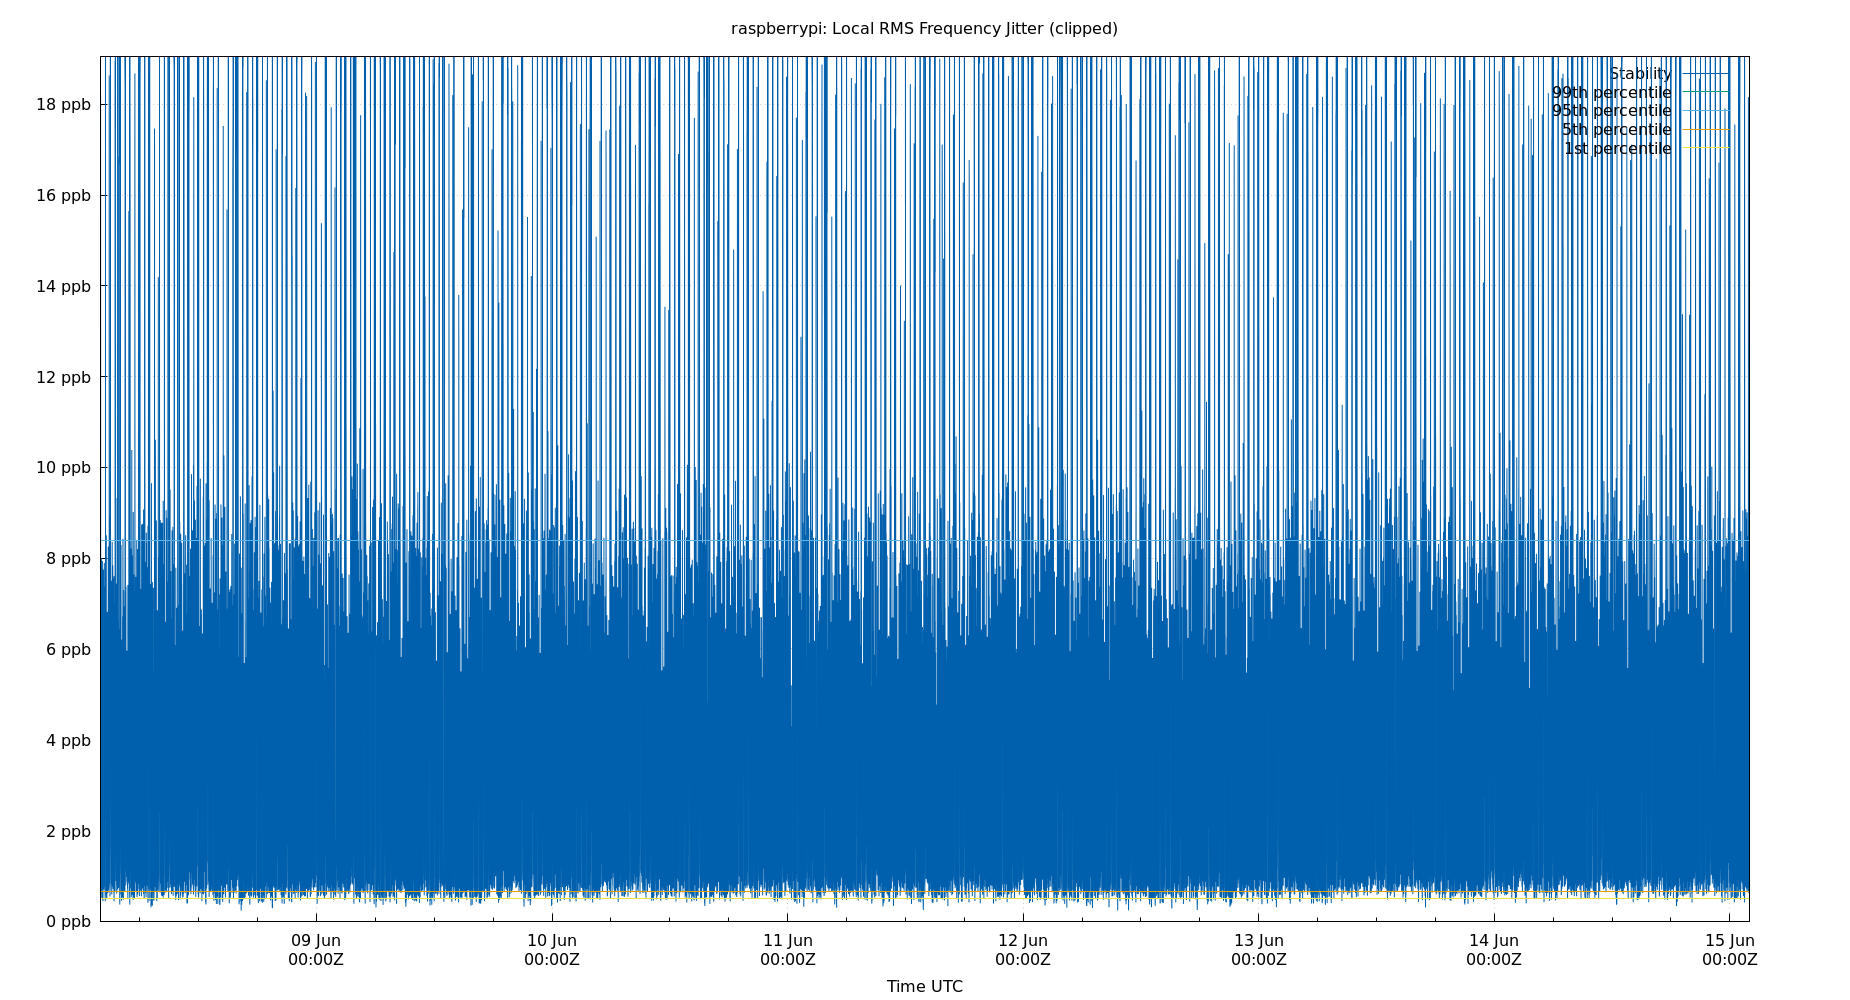 raspberrypi: Local RMS Frequency Jitter (clipped)
Stability
99th percentile
95th percentile
5th percentile
1st percentile
18 ppb
16 ppb
14 ppb
12 ppb
10 ppb
8 ppb
6 ppb
4 ppb
2 ppb
0 ppb
09 Jun 10 Jun 11 Jun 12 Jun 13 Jun 14 Jun 15 Jun
00:00Z 00:00Z 00:00Z 00:00Z 00:00Z 00:00Z 00:00Z
Time UTC